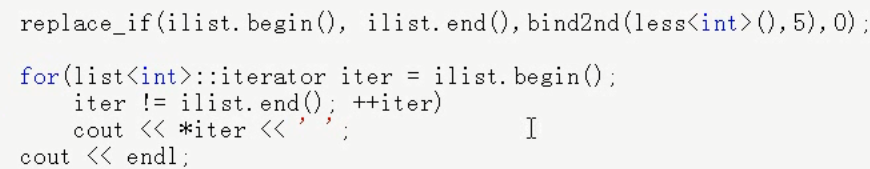 replace_if(ilist.begin(), ilist.end(),bind2nd(less<int>(),5),0);
for(list<int>::iterator iter = ilist.begin();
iter != ilist.end(); ++iter)
cout << *iter << ' ';
cout << endl;